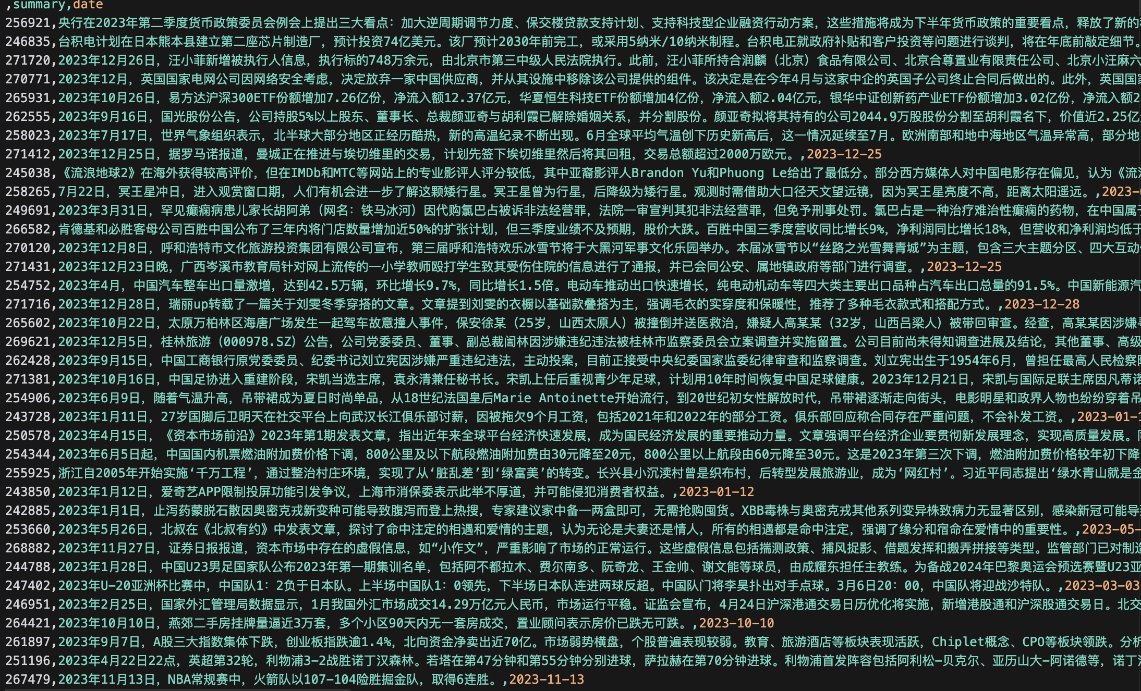 ,summary,date
256921,央行在2023年第二季度货币政策委员会例会上提出三大看点：加大逆周期调节力度、保交楼贷款支持计划、支持科技型企业融资行动方案，这些措施将成为下半年货币政策的重要看点，释放了新的利
246835,台积电计划在日本熊本县建立第二座芯片制造厂，预计投资74亿美元。该厂预计2030年前完工，或采用5纳米/10纳米制程。台积电正就政府补贴和客户投资等问题进行谈判，将在年底前敲定细节。
271720,2023年12月26日，汪小菲新增被执行人信息，执行标的748万余元，由北京市第三中级人民法院执行。此前，汪小菲所持合润麟（北京）食品有限公司、北京合尊置业有限责任公司、北京小汪麻六
270771,12月，英国国家电网公司因网络安全考虑，决定放弃一家中国供应商，并从其设施中移除该公司提供的组件。该决定是在今年4月与这家中企的英国子公司终止合同后做出的。此外，英国国
265931,2023年10月26日，易方达沪深300ETF份额增加7.26亿份，净流入额12.37亿元，华夏恒生科技ETF份额增加4亿份，净流入额2.04亿元，银华中证创新药产业ETF份额增加3.02亿份，净流入额2
262555,2023年9月16日，国光股份公告，公司持股5%以上股东、董事长、总裁颜亚奇与胡利霞已解除婚姻关系，并分割股份。颜亚奇拟将其持有的公司2044.9万股股份分割至胡利霞名下，价值近2.25亿
258023,2023年7月17日，世界气象组织表示，北半球大部分地区正经历酷热，新的高温纪录不断出现。6月全球平均气温创下历史新高后，这一情况延续至7月。欧洲南部和地中海地区气温异常高，部分地
271412,2023年12月25日，据罗马诺报道，曼城正在推进与埃切维里的交易，计划先签下埃切维里然后将其回租，交易总额超过2000万欧元。,2023-12-25
245038,《流浪地球2》在海外获得较高评价，但在IMDb和MTC等网站上的专业影评人评分较低，其中亚裔影评人Brandon Yu和Phuong Le给出了最低分。部分西方媒体人对中国电影存在偏见，认为《流
258265,7月22日，冥王星冲日，进入观赏窗口期，人们有机会进一步了解这颗矮行星。冥王星曾为行星，后降级为矮行星。观测时需借助大口径天文望远镜，因为冥王星亮度不高，距离太阳遥远。,2023-
249691,2023年3月31日，罕见癫痫病患儿家长胡阿弟（网名：铁马冰河）因代购氯巴占被诉非法经营罪，法院一审宣判其犯非法经营罪，但免予刑事处罚。氯巴占是一种治疗难治性癫痫的药物，在中国属于
266582,肯德基和必胜客母公司百胜中国公布了三年内将门店数量增加近50%的扩张计划，但三季度业绩不及预期，股价大跌。百胜中国三季度营收同比增长9%，净利润同比增长18%，但营收和净利均低于
270120,2023年12月8日，呼和浩特市文化旅游投资集团有限公司宣布，第三届呼和浩特欢乐冰雪节将于大黑河军事文化乐园举办。本届冰雪节以“丝路之光雪舞青城”为主题，包含三大主题分区、四大互动
271431,2023年12月23日晚，广西岑溪市教育局针对网上流传的一小学教师殴打学生致其受伤住院的信息进行了通报，并已会同公安、属地镇政府等部门进行调查。,2023-12-25
254752,2023年4月，中国汽车整车出口量激增，达到42.5万辆，环比增长9.7%，同比增长1.5倍。电动车推动出口快速增长，纯电动机动车等四大类主要出口品种占汽车出口总量的91.5%。中国新能源汽
271716,2023年12月28日，瑞丽up转载了一篇关于刘雯冬季穿搭的文章。文章提到刘雯的衣橱以基础款叠搭为主，强调毛衣的实穿度和保暖性，推荐了多种毛衣款式和搭配方式。,2023-12-28
265602,2023年10月22日，太原万柏林区海唐广场发生一起驾车故意撞人事件，保安徐某（25岁，山西太原人）被撞倒并送医救治，嫌疑人高某某（32岁，山西吕梁人）被带回审查。经查，高某某因涉嫌
269621,2023年12月5日，桂林旅游（000978.SZ）公告，公司党委委员、董事、副总裁訚林因涉嫌违纪违法被桂林市监察委员会立案调查并实施留置。公司目前尚未得知调查进展及结论，其他董事、高级
262428,2023年9月15日，中国工商银行原党委委员、纪委书记刘立宪因涉嫌严重违纪违法，主动投案，目前正接受中央纪委国家监委纪律审查和监察调查。刘立宪出生于1954年6月，曾担任最高人民检察院
271381,2023年10月16日，中国足协进入重建阶段，宋凯当选主席，袁永清兼任秘书长。宋凯上任后重视青少年足球，计划用10年时间恢复中国足球健康。2023年12月21日，宋凯与国际足联主席因凡蒂诺
254906,2023年6月9日，随着气温升高，吊带裙成为夏日时尚单品，从18世纪法国皇后Marie Antoinette开始流行，到20世纪初女性解放时代，吊带裙逐渐走向街头，电影明星和政界人物也纷纷穿着吊
243728,2023年1月11日，27岁国脚后卫明天在社交平台上向武汉长江俱乐部讨薪，因被拖欠9个月工资，包括2021年和2022年的部分工资。俱乐部回应称合同存在严重问题，不会补发工资。,2023-01-1
250578,2023年4月15日，《资本市场前沿》2023年第1期发表文章，指出近年来全球平台经济快速发展，成为国民经济发展的重要推动力量。文章强调平台经济企业要贯彻新发展理念，实现高质量发展。同
254344,2023年6月5日起，中国国内机票燃油附加费价格下调，800公里及以下航段燃油附加费由30元降至20元，800公里以上航段由60元降至30元。这是2023年第三次下调，燃油附加费价格较年初下降
255925,浙江自2005年开始实施‘千万工程’，通过整治村庄环境，实现了从‘脏乱差’到‘绿富美’的转变。长兴县小沉渎村曾是织布村，后转型发展旅游业，成为‘网红村’。习近平同志提出‘绿水青山就是金
243850,2023年1月12日，爱奇艺APP限制投屏功能引发争议，上海市消保委表示此举不厚道，并可能侵犯消费者权益。,2023-01-12
242885,2023年1月1日，止泻药蒙脱石散因奥密克戎新变种可能导致腹泻而登上热搜，专家建议家中备一两盒即可，无需抢购囤货。XBB毒株与奥密克戎其他系列变异株致病力无显著区别，感染新冠可能导
253660,2023年5月26日，北叔在《北叔有约》中发表文章，探讨了命中注定的相遇和爱情的主题，认为无论是夫妻还是情人，所有的相遇都是命中注定，强调了缘分和宿命在爱情中的重要性。,2023-05-
268882,2023年11月27日，证券日报报道，资本市场中存在的虚假信息，如“小作文”，严重影响了市场的正常运行。这些虚假信息包括揣测政策、捕风捉影、借题发挥和搬弄拼接等类型。监管部门已对制造
244788,2023年1月28日，中国U23男足国家队公布2023年第一期集训名单，包括阿不都拉木、费尔南多、阮奇龙、王金帅、谢文能等球员，由成耀东担任主教练。为备战2024年巴黎奥运会预选赛暨U23亚
247402,2023年U-20亚洲杯比赛中，中国队1：2负于日本队。上半场中国队1：0领先，下半场日本队连进两球反超。中国队门将李昊扑出对手点球。3月6日20：00，中国队将迎战沙特队。,2023-03-03
246951,2023年2月25日，国家外汇管理局数据显示，1月我国外汇市场成交14.29万亿元人民币，市场运行平稳。证监会宣布，4月24日沪深港通交易日历优化将实施，新增港股通和沪深股通交易日。北交
264421,2023年10月10日，燕郊二手房挂牌量逼近3万套，多个小区90天内无一套房成交，置业顾问表示房价已跌无可跌。,2023-10-10
261897,2023年9月7日，A股三大指数集体下跌，创业板指跌逾1.4%，北向资金净卖出近70亿。市场弱势横盘，个股普遍表现较弱。教育、旅游酒店等板块表现活跃，Chiplet概念、CPO等板块领跌。分析
251196,2023年4月22日22点，英超第32轮，利物浦3-2战胜诺丁汉森林。若塔在第47分钟和第55分钟分别进球，萨拉赫在第70分钟进球。利物浦首发阵容包括阿利松-贝克尔、亚历山大-阿诺德等，诺丁
267479,2023年11月13日，NBA常规赛中，火箭队以107-104险胜掘金队，取得6连胜。,2023-11-13